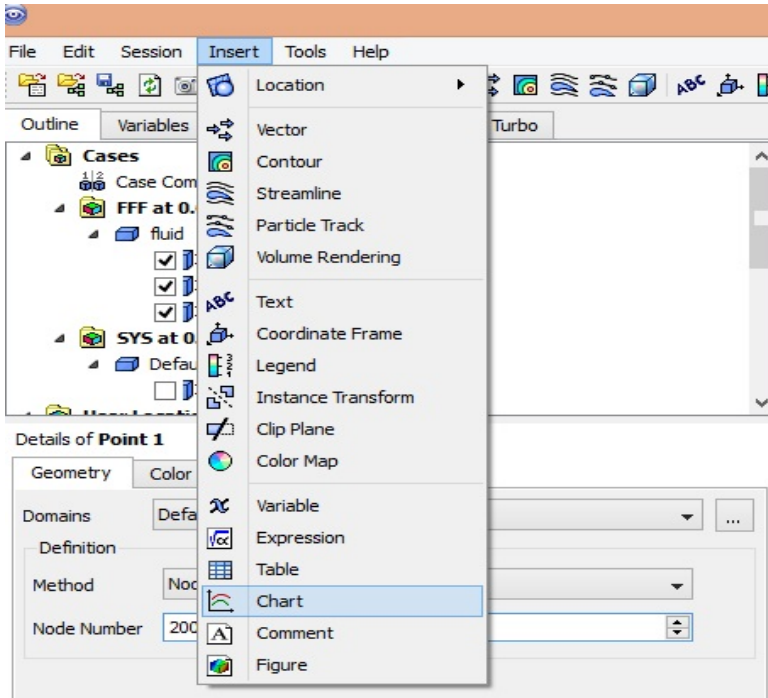 File Edit Session Insert Tools Help
Location
Outline Variables Turbo
Vector
Cases
Contour
Case Com
Streamline
FFF at 0.
Particle Track
fluid
Volume Rendering
ABC Text
SYS at 0.
Coordinate Frame
Defau
Legend
Instance Transform
Clip Plane
Details of Point 1
Color Map
Geometry Color
Variable
Domains Defa ...
Expression
Definition
Table
Method Nod
Chart
Node Number 200
Comment
Figure